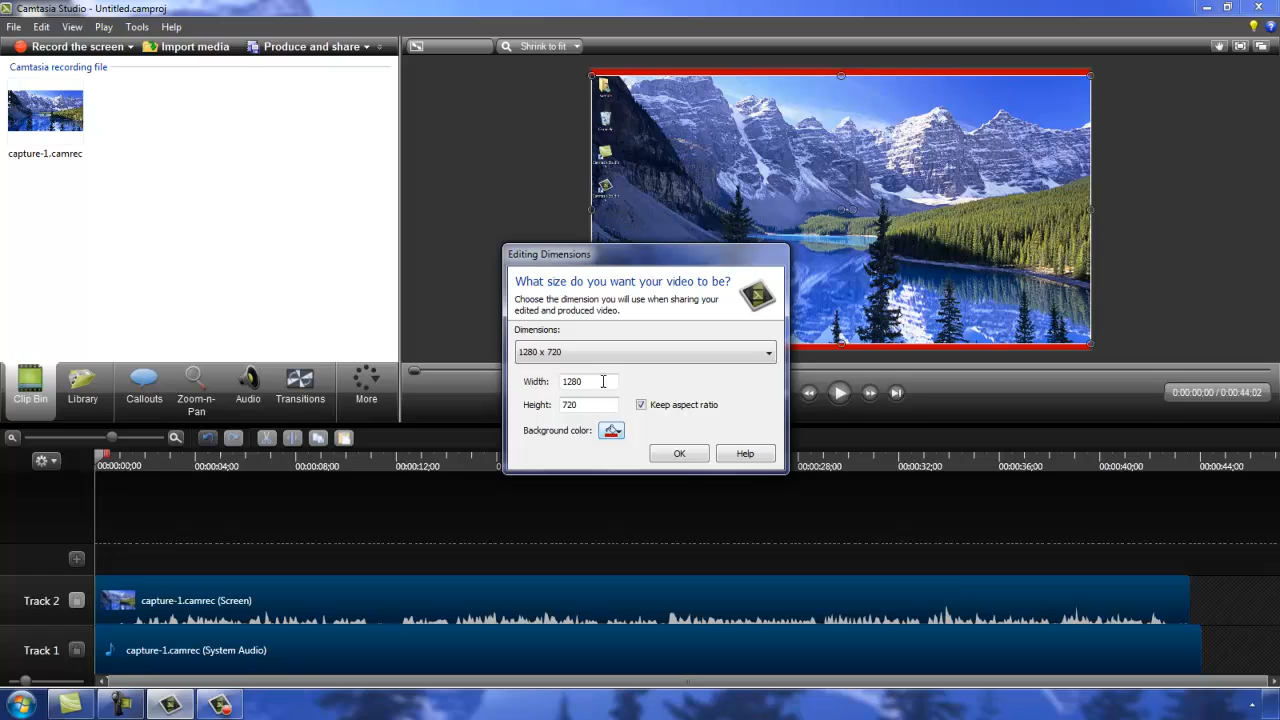 Camtasia Studio - Untitled.camproj
File Edit View Play Tools Help
Record the screen Import media Produce and share Shrink to fit
Camtasia recording file
capture-1.camrec
Editing Dimensions
What size do you want your video to be?
Choose the dimension you will use when sharing your
edited and produced video.
Dimensions:
1280 x 720
Width: 1280
Height: 720 Keep aspect ratio
Background color:
OK Help
Clip Bin Library Callouts Zoom-n-Pan Audio Transitions More
0:00:00;00 / 0:00:44;02
00:00:00;00 00:00:04;00 00:00:08;00 00:00:12;00 00:00:28;00 00:00:32;00 00:00:36;00 00:00:40;00 00:00:44;00
Track 2 capture-1.camrec (Screen)
Track 1 capture-1.camrec (System Audio)